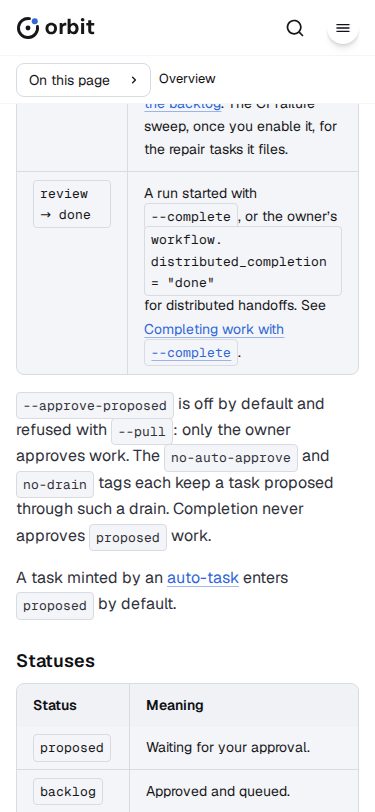 orbit
On this page
Overview
the backlog. The CI failure
sweep, once you enable it, for
the repair tasks it files.
review
→ done
A run started with
--complete, or the owner's
workflow.
distributed_completion
= "done"
for distributed handoffs. See
Completing work with
--complete.
--approve-proposed is off by default and
refused with --pull: only the owner
approves work. The no-auto-approve and
no-drain tags each keep a task proposed
through such a drain. Completion never
approves proposed work.
A task minted by an auto-task enters
proposed by default.
Statuses
Status Meaning
proposed Waiting for your approval.
backlog Approved and queued.